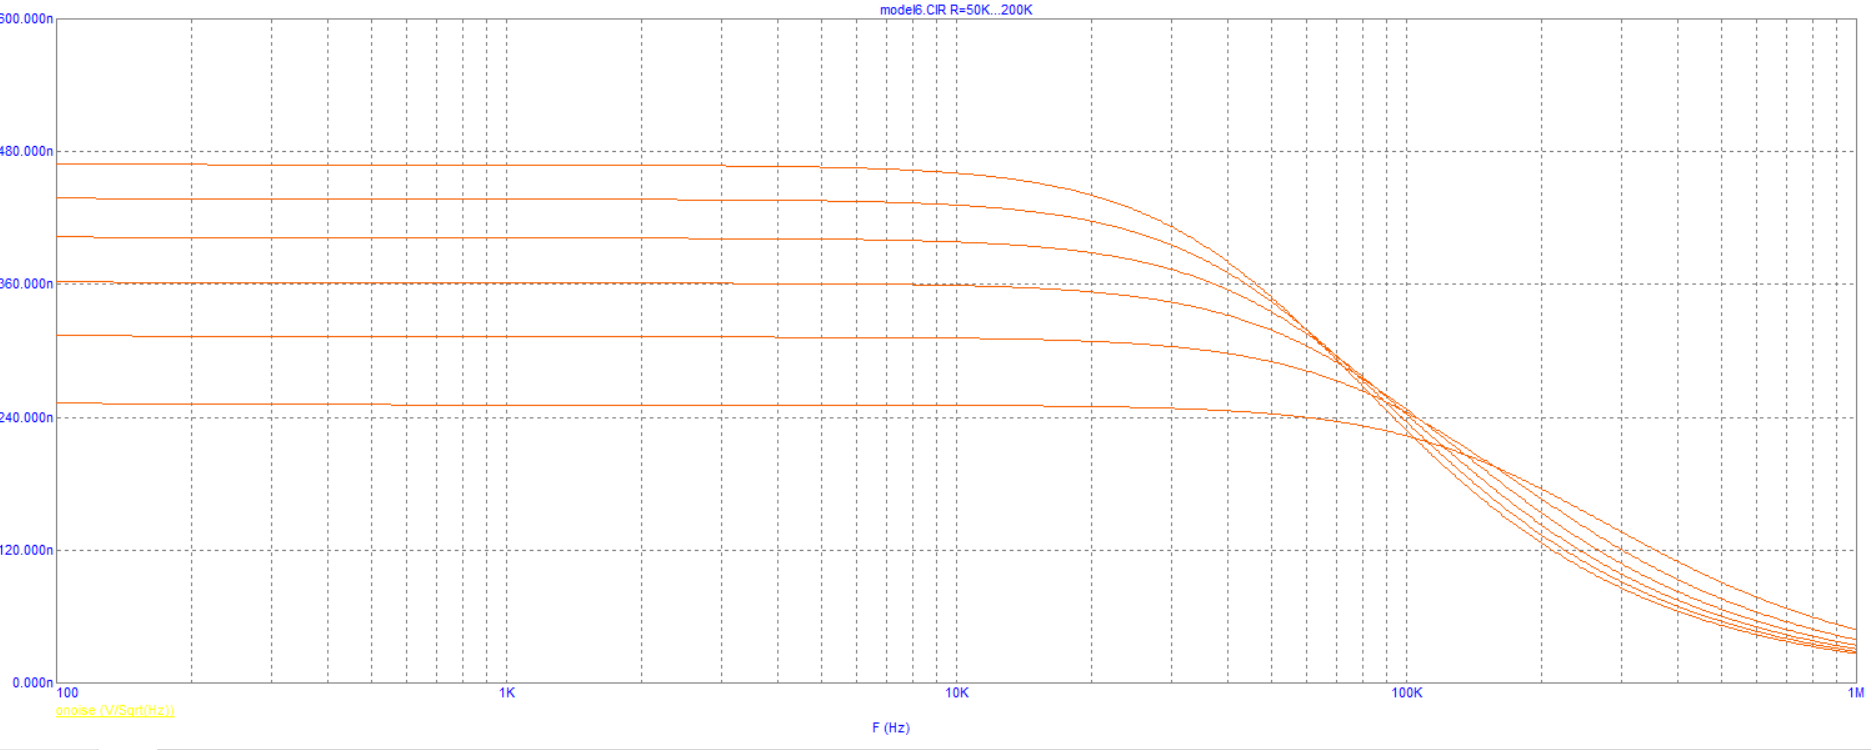 model6.CIR R=50K...200K
600.000n
480.000n
360.000n
240.000n
120.000n
0.000n
100 1K 10K 100K 1M
onoise (V/Sqrt(Hz))
F (Hz)